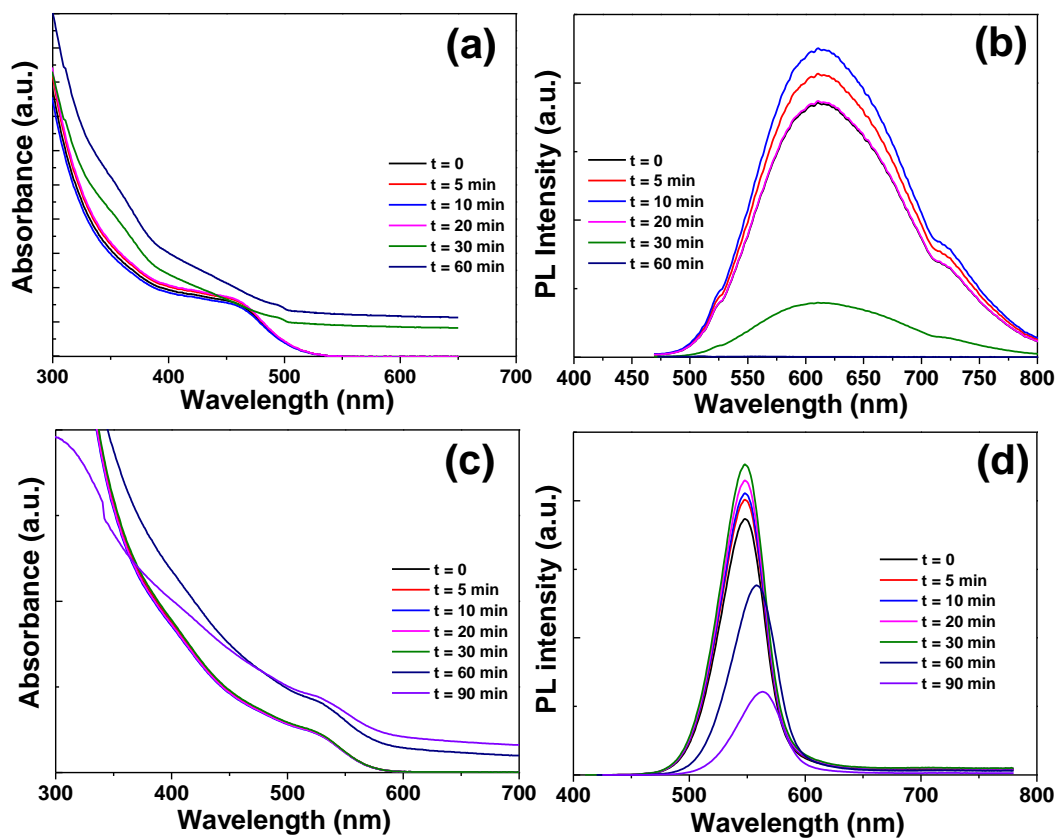 (a)
Absorbance (a.u.)
t = 0
t = 5 min
t = 10 min
t = 20 min
t = 30 min
t = 60 min
300 400 500 600 700
Wavelength (nm)
(b)
PL Intensity (a.u.)
t = 0
t = 5 min
t = 10 min
t = 20 min
t = 30 min
t = 60 min
400 450 500 550 600 650 700 750 800
Wavelength (nm)
(c)
Absorbance (a.u.)
t = 0
t = 5 min
t = 10 min
t = 20 min
t = 30 min
t = 60 min
t = 90 min
300 400 500 600 700
Wavelength (nm)
(d)
PL intensity (a.u.)
t = 0
t = 5 min
t = 10 min
t = 20 min
t = 30 min
t = 60 min
t = 90 min
400 500 600 700 800
Wavelength (nm)